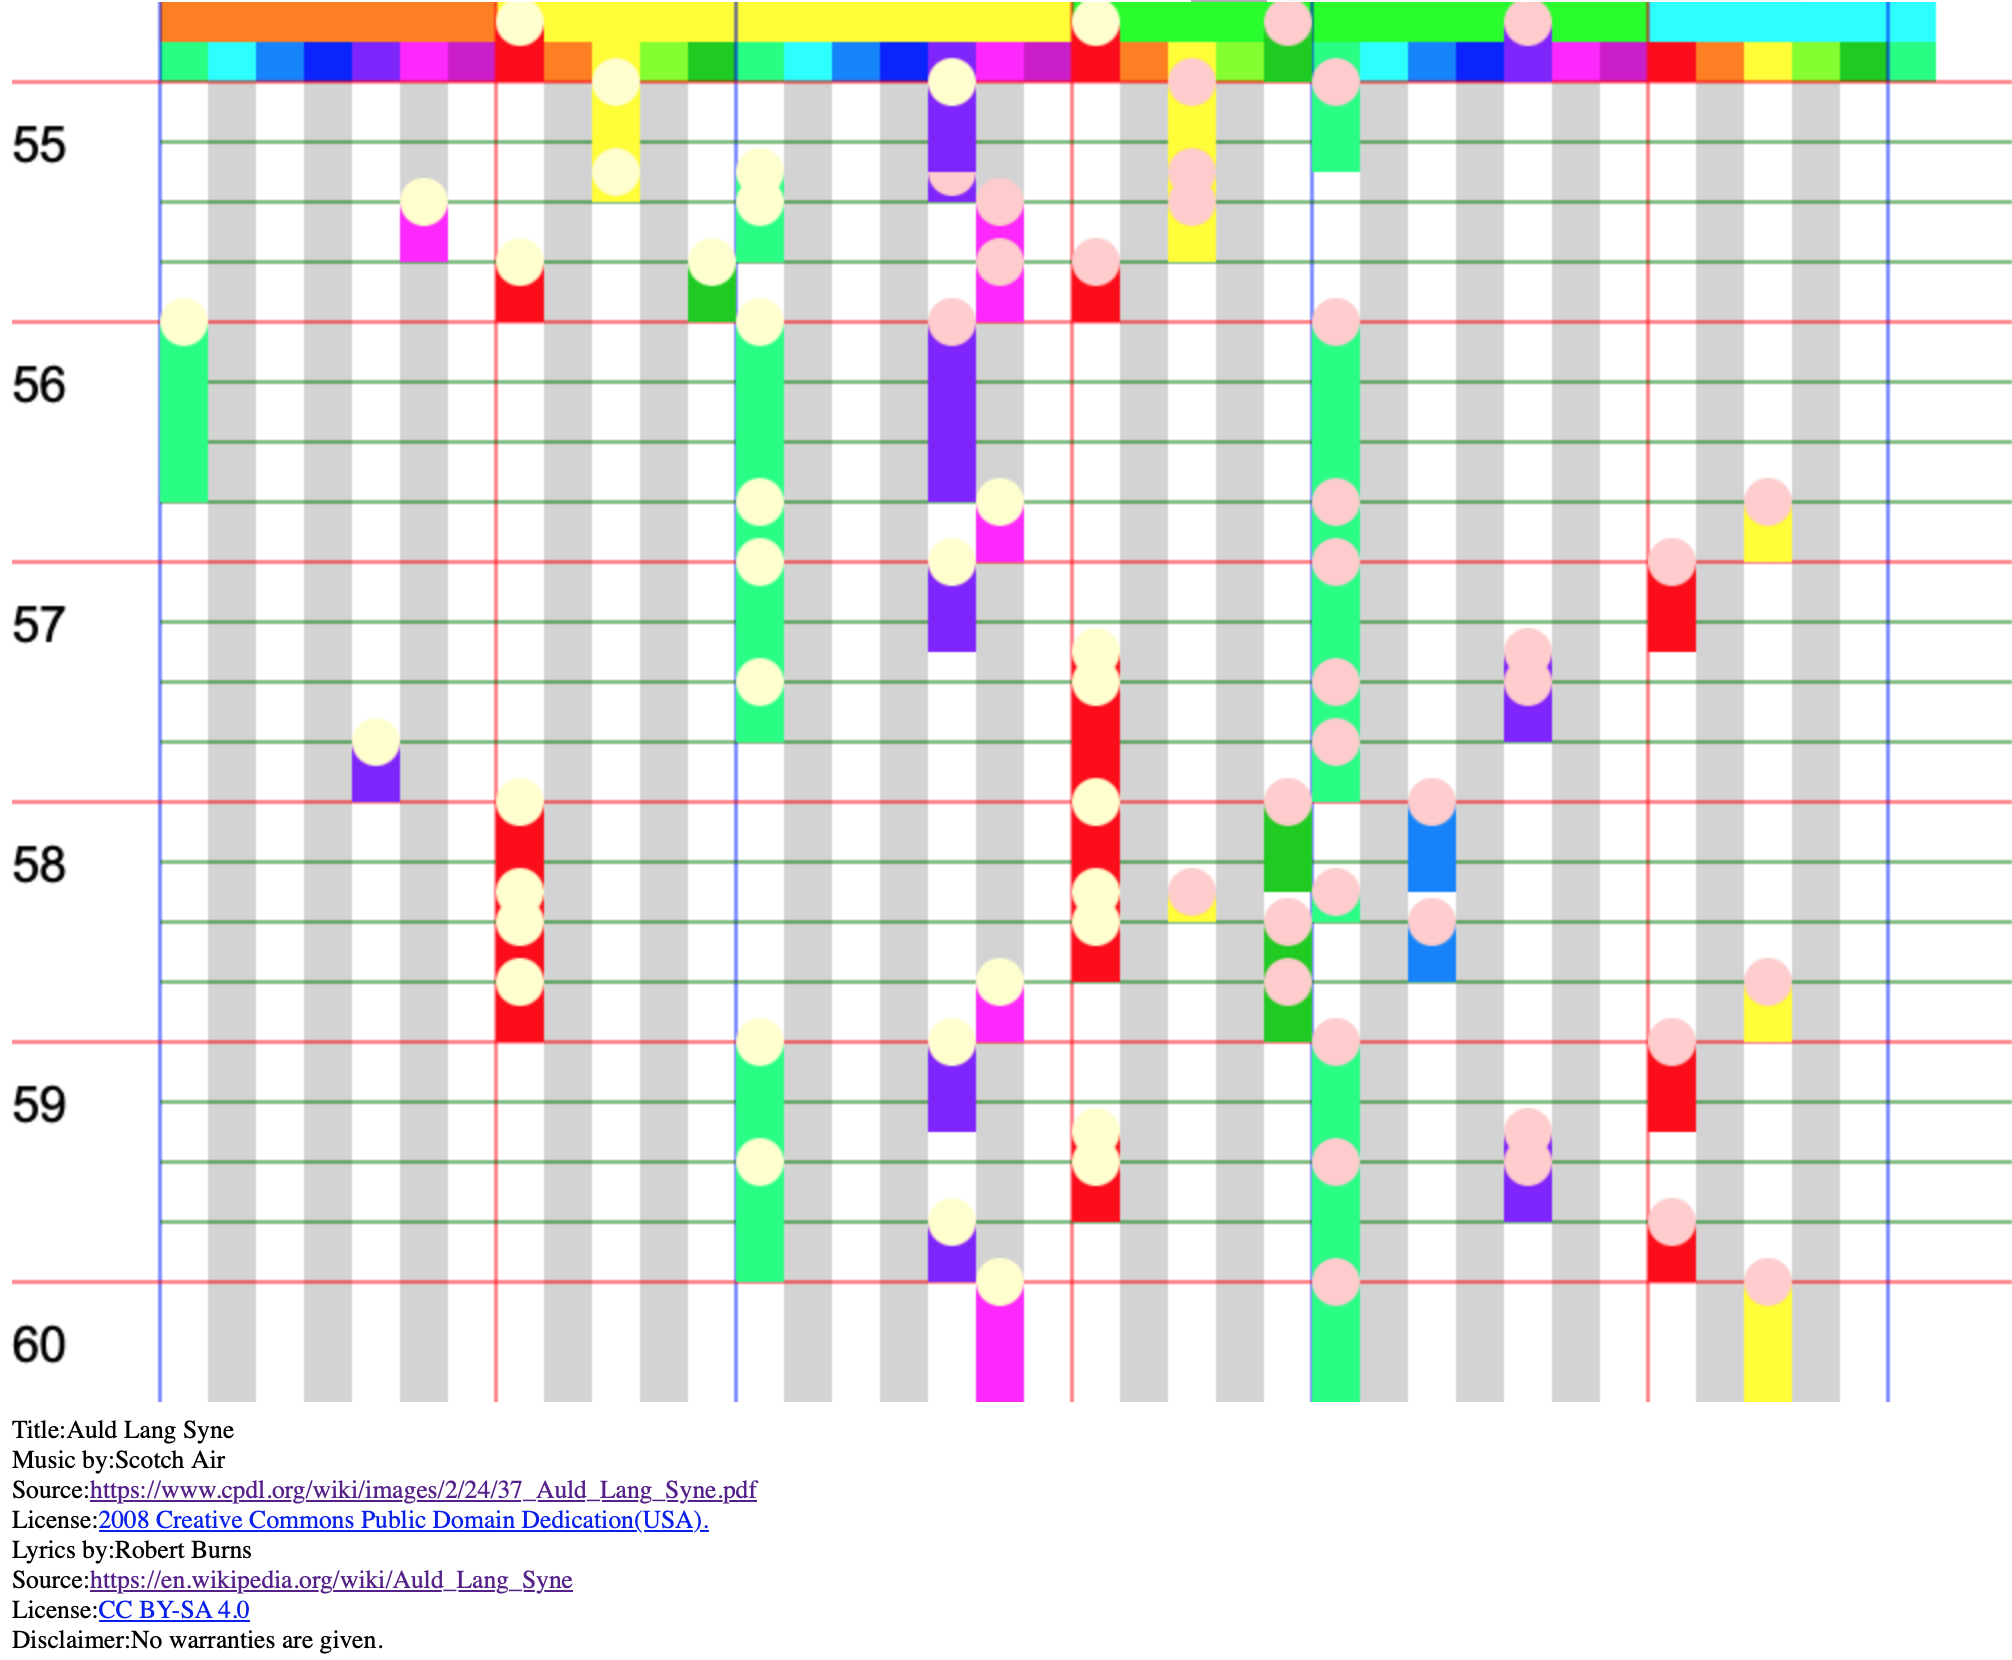 55
56
57
58
59
60
Title:Auld Lang Syne
Music by:Scotch Air
Source:https://www.cpdl.org/wiki/images/2/24/37_Auld_Lang_Syne.pdf
License:2008 Creative Commons Public Domain Dedication(USA).
Lyrics by:Robert Burns
Source:https://en.wikipedia.org/wiki/Auld_Lang_Syne
License:CC BY-SA 4.0
Disclaimer:No warranties are given.